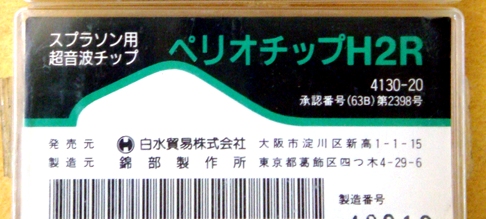 スプラソン用
超音波チップ
ペリオチップH2R
4130-20
承認番号(63B)第2398号
発売元 白水貿易株式会社 大阪市淀川区新高1-1-15
製造元 錦部製作所 東京都葛飾区四つ木4-29-6
製造番号